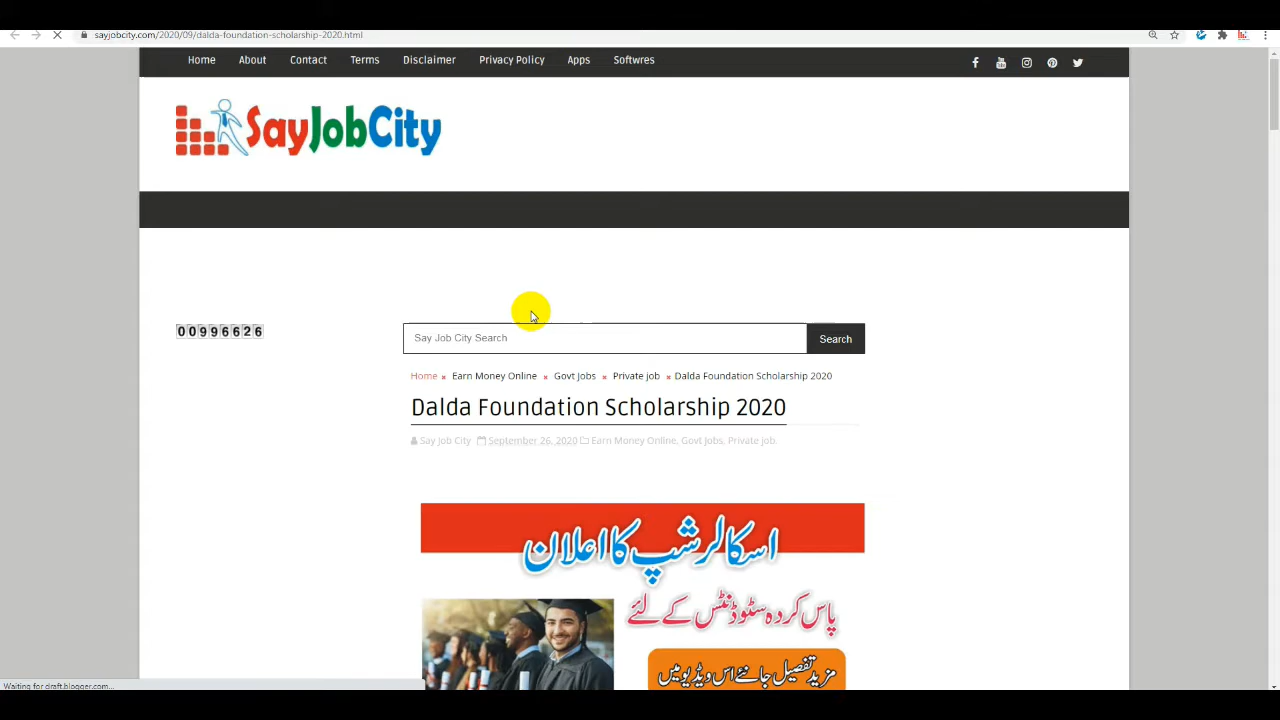 sayjobcity.com/2020/09/dalda-foundation-scholarship-2020.html
Home About Contact Terms Disclaimer Privacy Policy Apps Softwres
SayJobCity
00996626
Say Job City Search
Search
Home Earn Money Online Govt Jobs Private job Dalda Foundation Scholarship 2020
Dalda Foundation Scholarship 2020
Say Job City September 26, 2020 Earn Money Online, Govt Jobs, Private job.
اسکالرشپ کا اعلان
پاس کردہ سٹوڈنٹس کے لئے
مزید تفصیل جانئے اس ویڈیو میں
Waiting for draft.blogger.com...